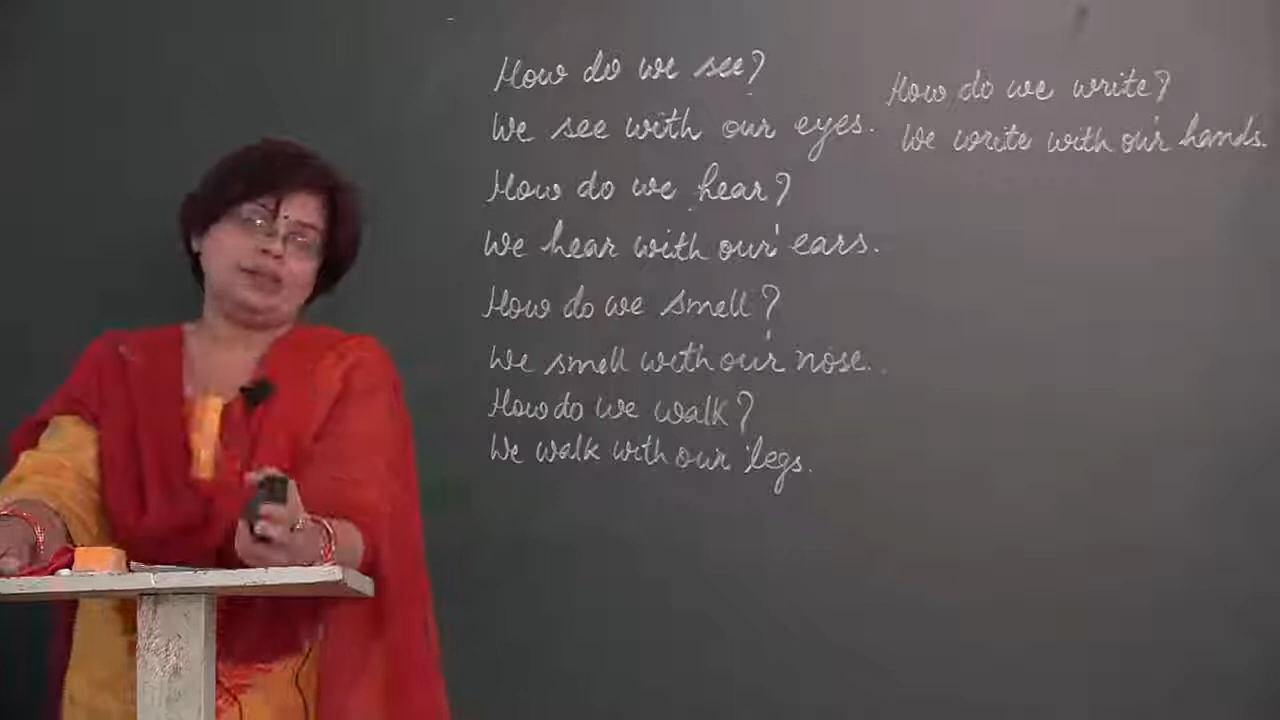 How do we see?
We see with our eyes.
How do we hear?
We hear with our ears.
How do we smell?
We smell with our nose.
How do we walk?
We walk with our legs.
How do we write?
We write with our hands.